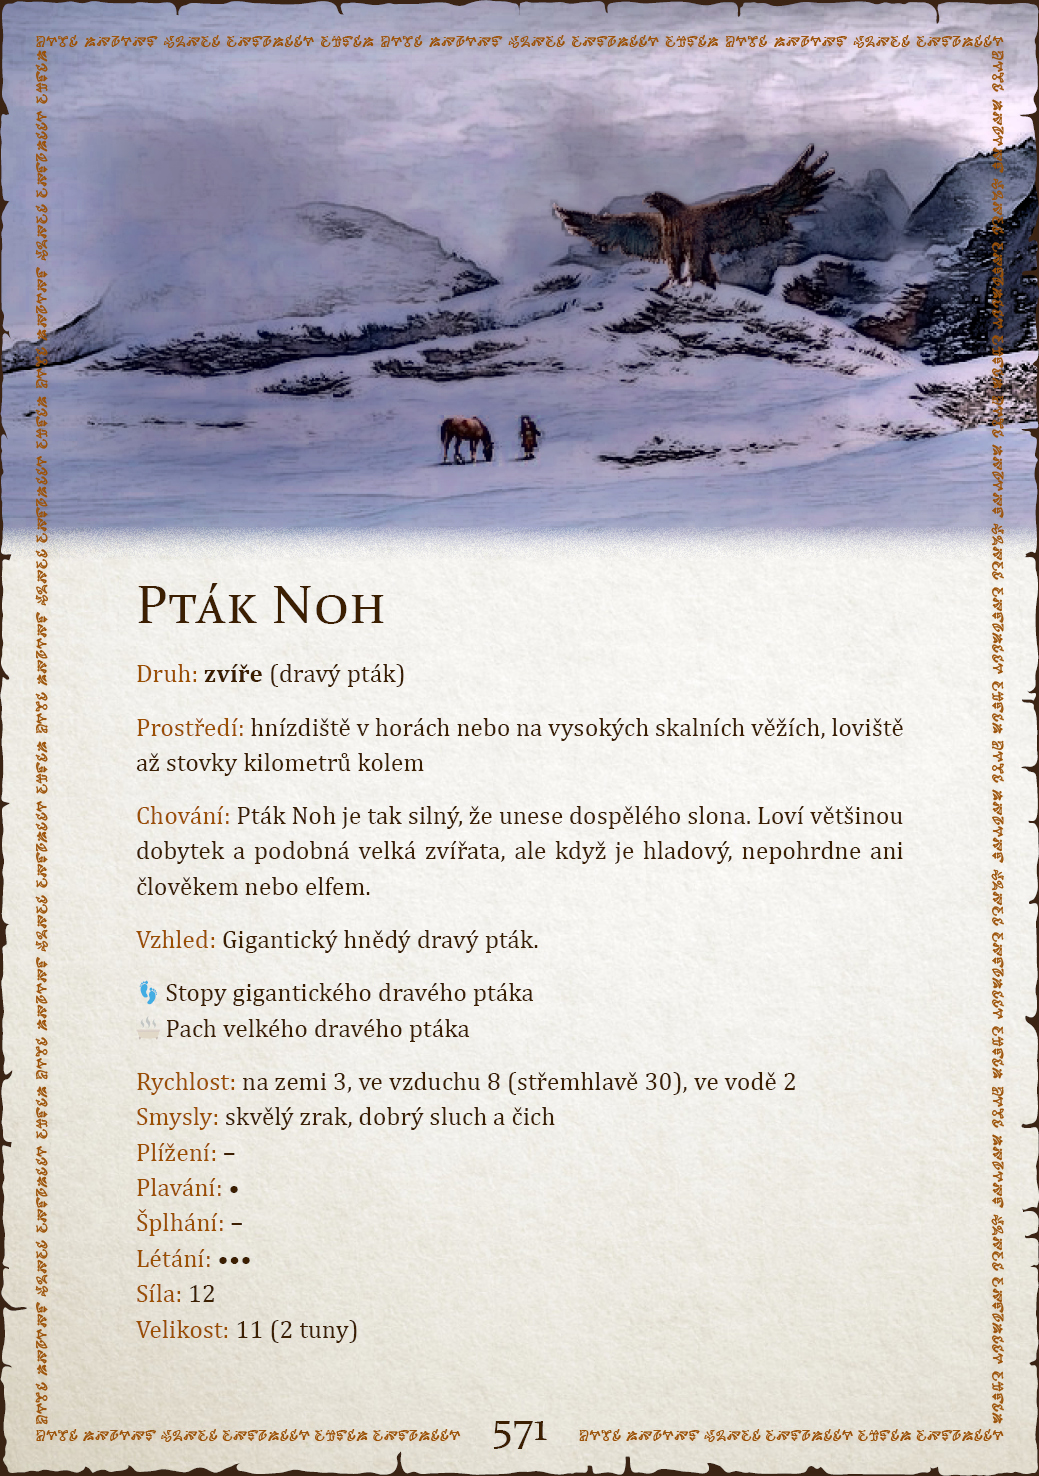 Pták Noh
Druh: zvíře (dravý pták)
Prostředí: hnízdiště v horách nebo na vysokých skalních věžích, loviště
až stovky kilometrů kolem
Chování: Pták Noh je tak silný, že unese dospělého slona. Loví většinou
dobytek a podobná velká zvířata, ale když je hladový, nepohrdne ani
člověkem nebo elfem.
Vzhled: Gigantický hnědý dravý pták.
👣 Stopy gigantického dravého ptáka
Pach velkého dravého ptáka
Rychlost: na zemi 3, ve vzduchu 8 (střemhlavě 30), ve vodě 2
Smysly: skvělý zrak, dobrý sluch a čich
Plížení: –
Plavání: •
Šplhání: –
Létání: •••
Síla: 12
Velikost: 11 (2 tuny)
571